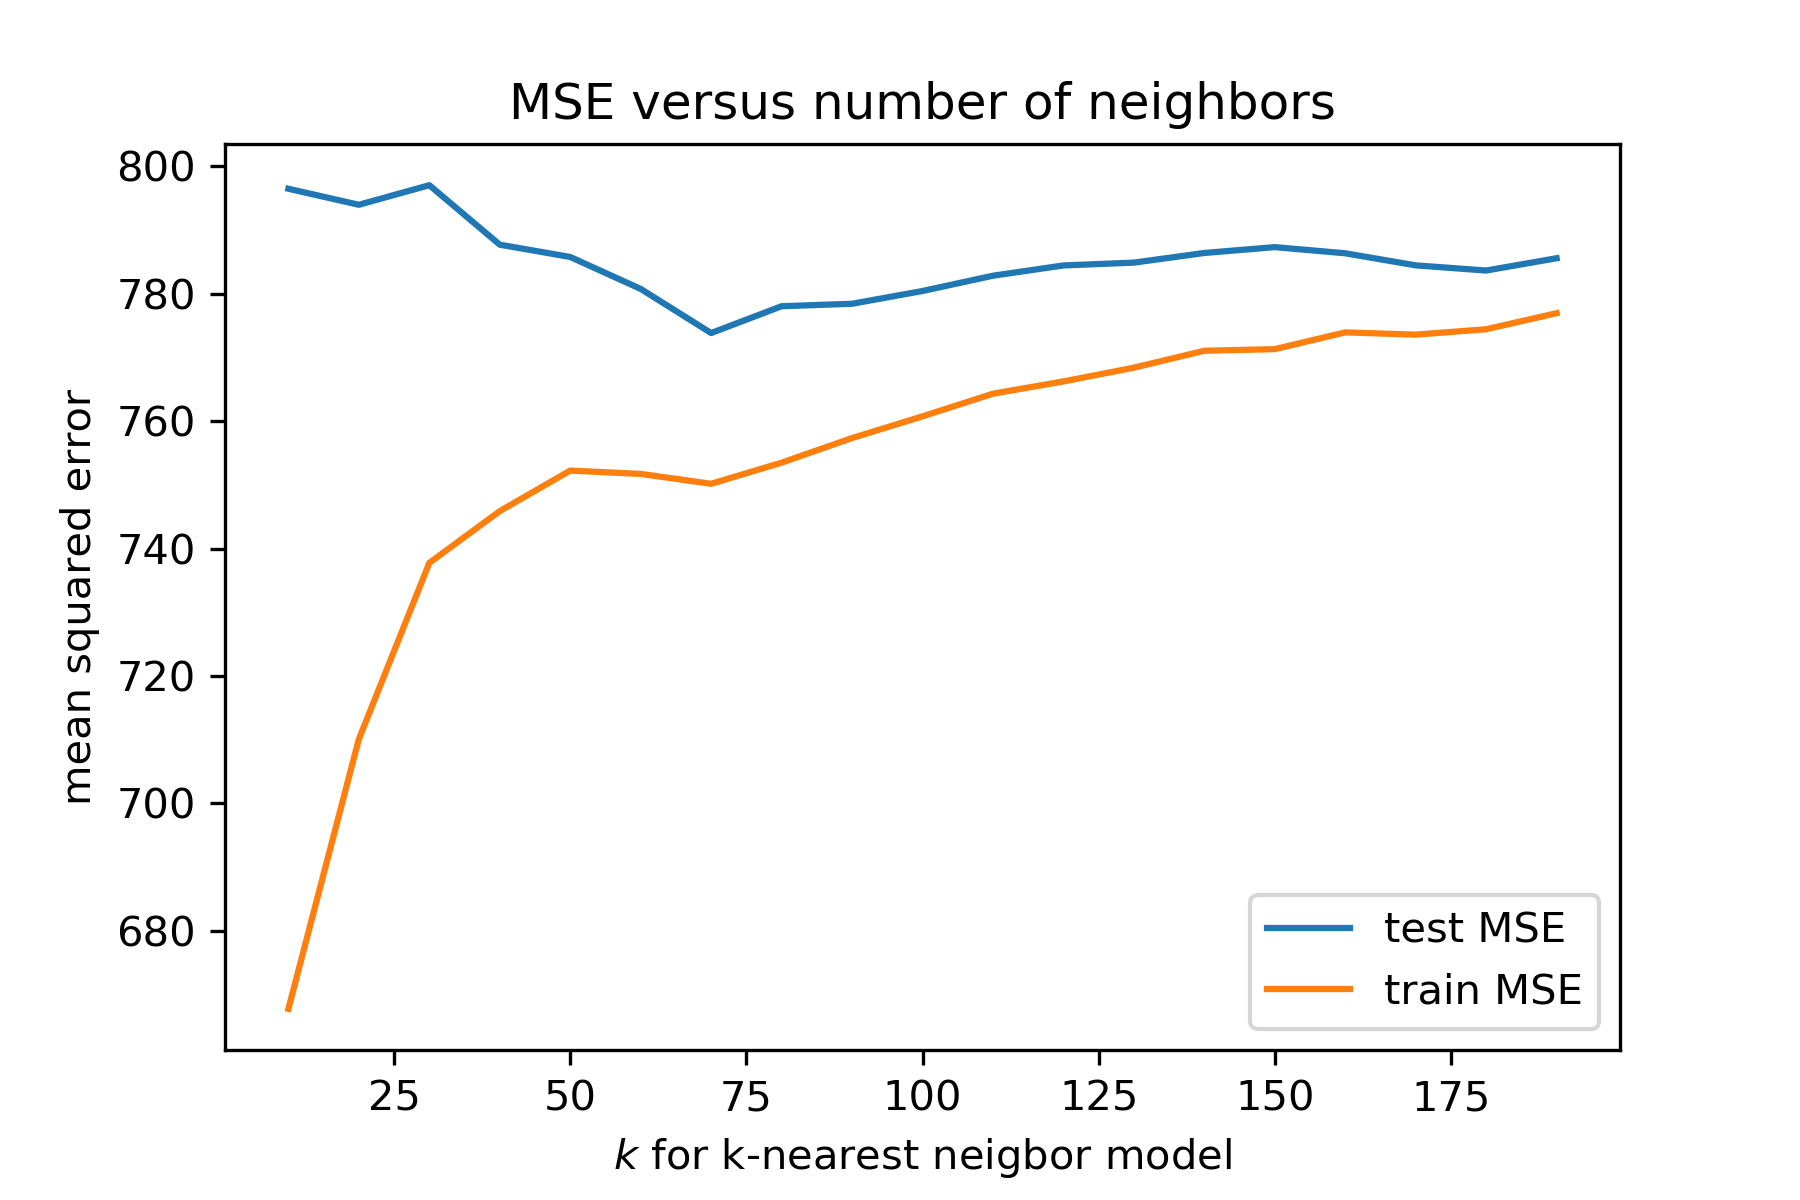 MSE versus number of neighbors
800
780
760
740
720
700
680
mean squared error
test MSE
train MSE
25 50 75 100 125 150 175
k for k-nearest neigbor model